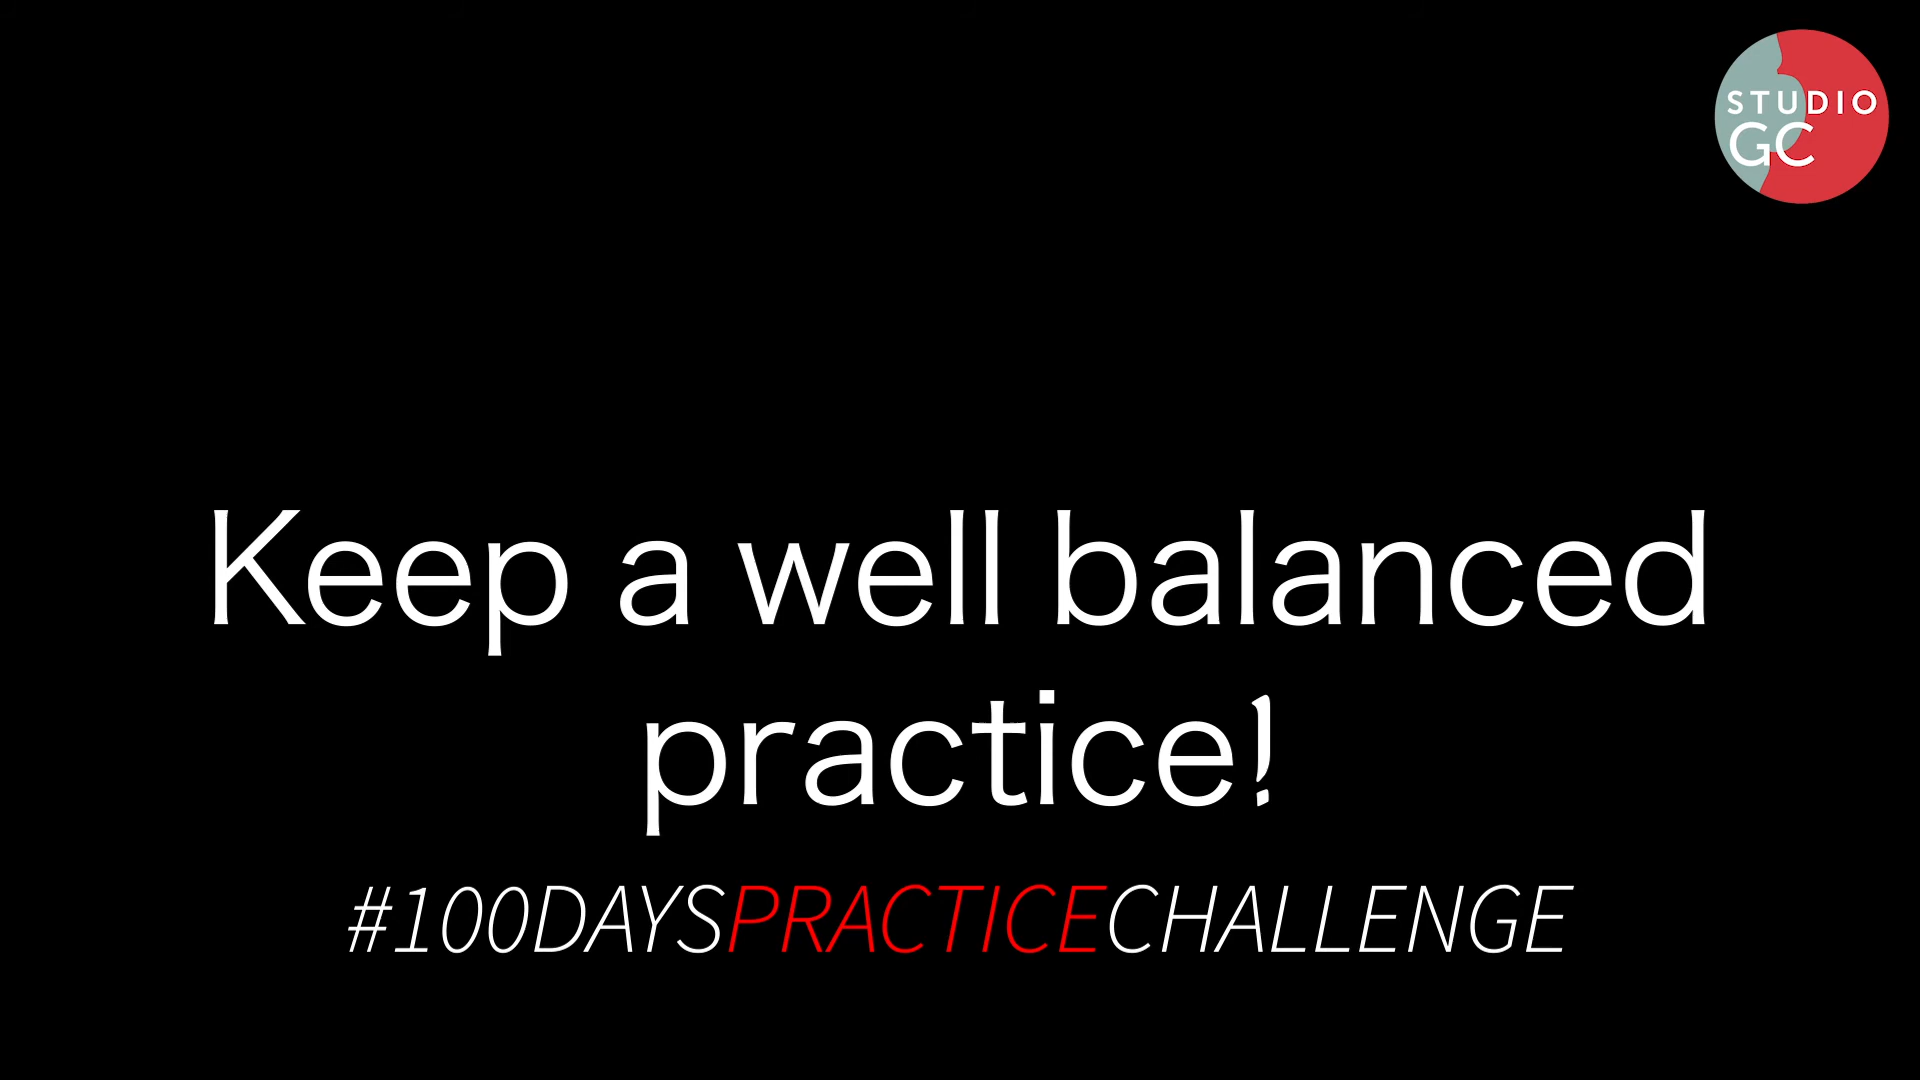 STUDIO
GC
Keep a well balanced
practice!
#100DAYSPRACTICECHALLENGE